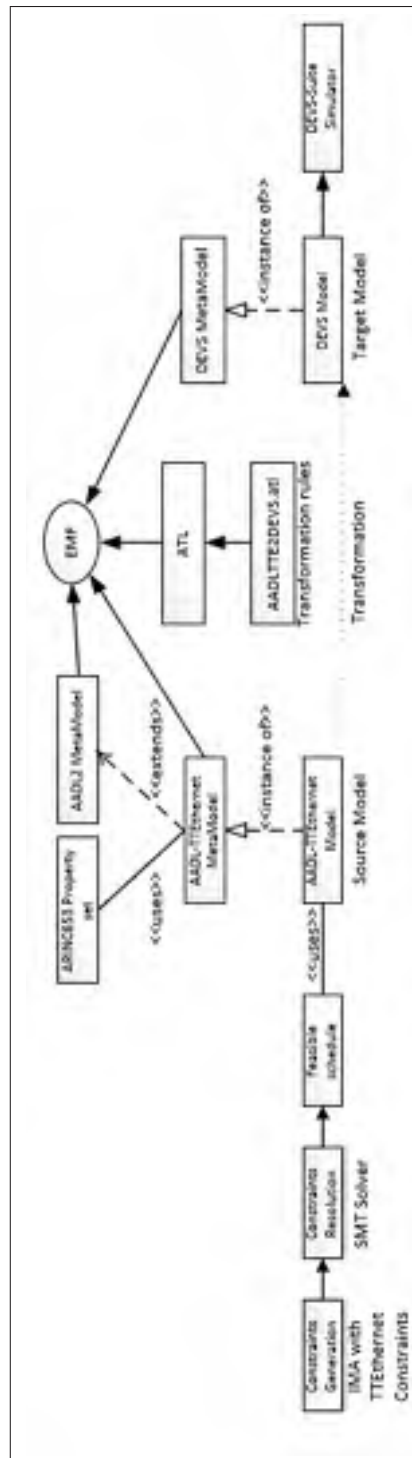 EMF
ARINC653 Property
set
AADL2 MetaModel
<<uses>>
<<extends>>
AADL-TTEthernet
MetaModel
ATL
AADLTTE2DEVS.atl
Transformation rules
DEVS MetaModel
<<instance of>>
<<instance of>>
Constraints
Generation
IMA with
TTEthernet
Constraints
Constraints
Resolution
SMT Solver
Feasible
schedule
<<uses>>
AADL-TTEthernet
Model
Source Model
Transformation
DEVS Model
Target Model
DEVS-Suite
Simulator